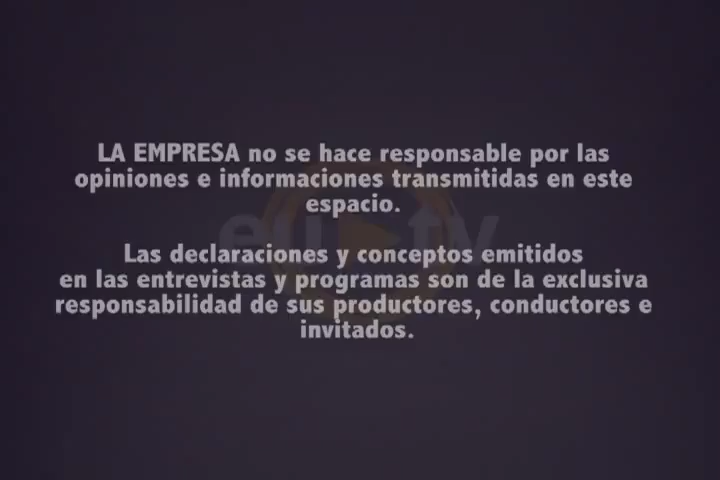 LA EMPRESA no se hace responsable por las
opiniones e informaciones transmitidas en este
espacio.
Las declaraciones y conceptos emitidos
en las entrevistas y programas son de la exclusiva
responsabilidad de sus productores, conductores e
invitados.